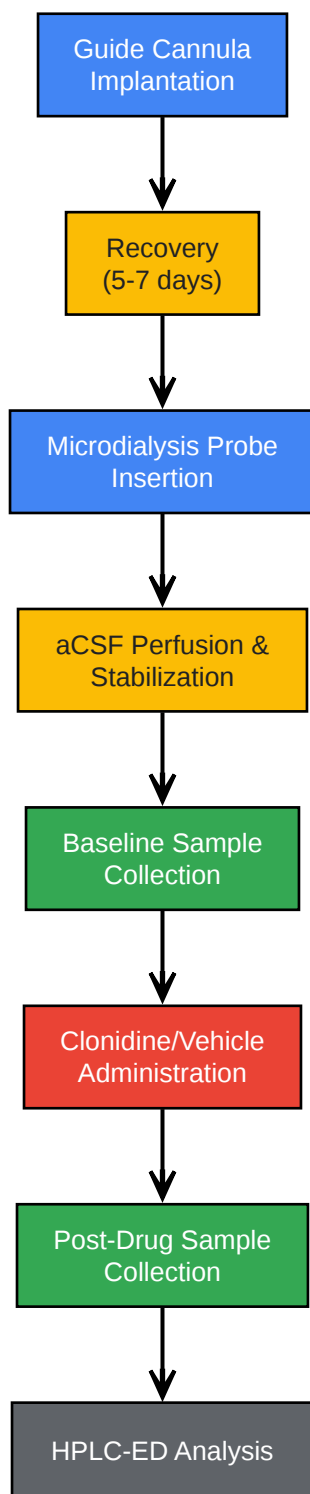 Guide Cannula
Implantation
Recovery
(5-7 days)
Microdialysis Probe
Insertion
aCSF Perfusion &
Stabilization
Baseline Sample
Collection
Clonidine/Vehicle
Administration
Post-Drug Sample
Collection
HPLC-ED Analysis